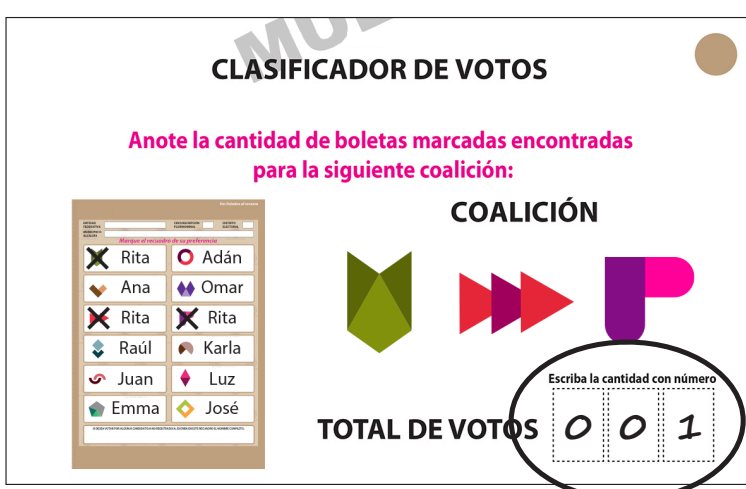 CLASIFICADOR DE VOTOS
Anote la cantidad de boletas marcadas encontradas
para la siguiente coalición:
COALICIÓN
Marque el recuadro de su preferencia
Rita Adán
Ana Omar
Rita Rita
Raúl Karla
Juan Luz
Emma José
Escriba la cantidad con número
TOTAL DE VOTOS 0 0 1